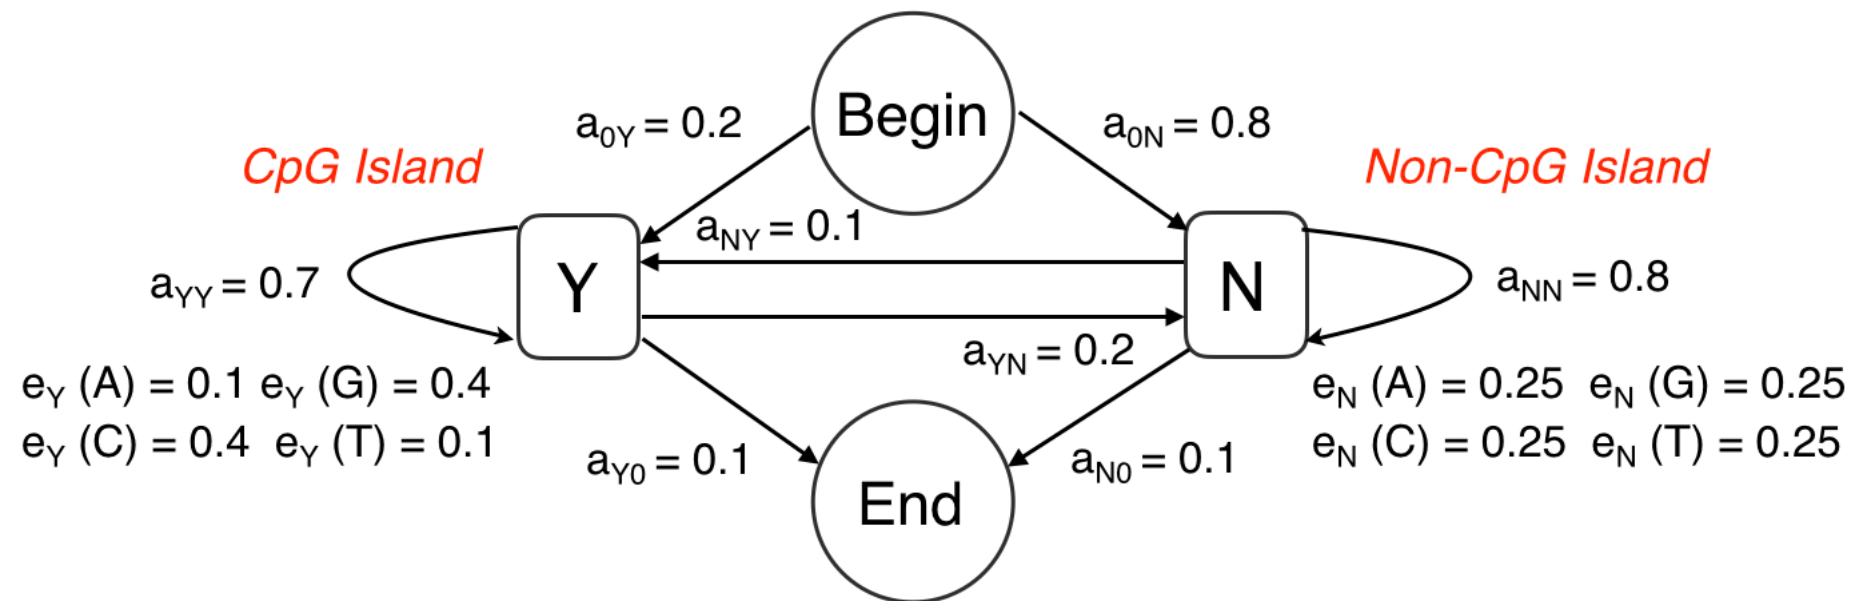 Begin
a0Y = 0.2
a0N = 0.8
CpG Island
Non-CpG Island
aNY = 0.1
Y
N
aYY = 0.7
aNN = 0.8
aYN = 0.2
eY (A) = 0.1 eY (G) = 0.4
eN (A) = 0.25 eN (G) = 0.25
eY (C) = 0.4 eY (T) = 0.1
eN (C) = 0.25 eN (T) = 0.25
aY0 = 0.1
aN0 = 0.1
End